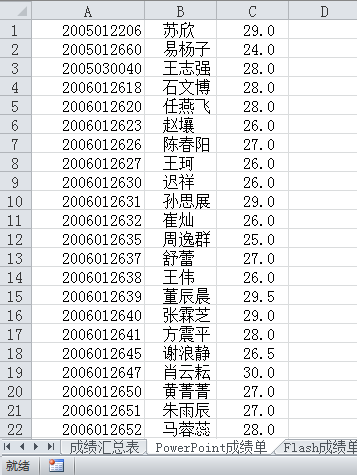 A B C D
1 2005012206 苏欣 29.0
2 2005012660 易杨子 24.0
3 2005030040 王志强 28.0
4 2006012618 石文博 28.0
5 2006012620 任燕飞 28.0
6 2006012623 赵壤 26.0
7 2006012626 陈春阳 27.0
8 2006012627 王珂 26.0
9 2006012630 迟祥 26.0
10 2006012631 孙思展 29.0
11 2006012632 崔灿 26.0
12 2006012635 周逸群 25.0
13 2006012637 舒蕾 27.0
14 2006012638 王伟 26.0
15 2006012639 董辰晨 29.5
16 2006012640 张霖芝 29.0
17 2006012641 方震平 28.0
18 2006012645 谢浪静 26.5
19 2006012647 肖云耘 30.0
20 2006012650 黄菁菁 27.0
21 2006012651 朱雨辰 27.0
22 2006012652 马蓉蕊 28.0
成绩汇总表 PowerPoint成绩单 Flash成绩单
就绪